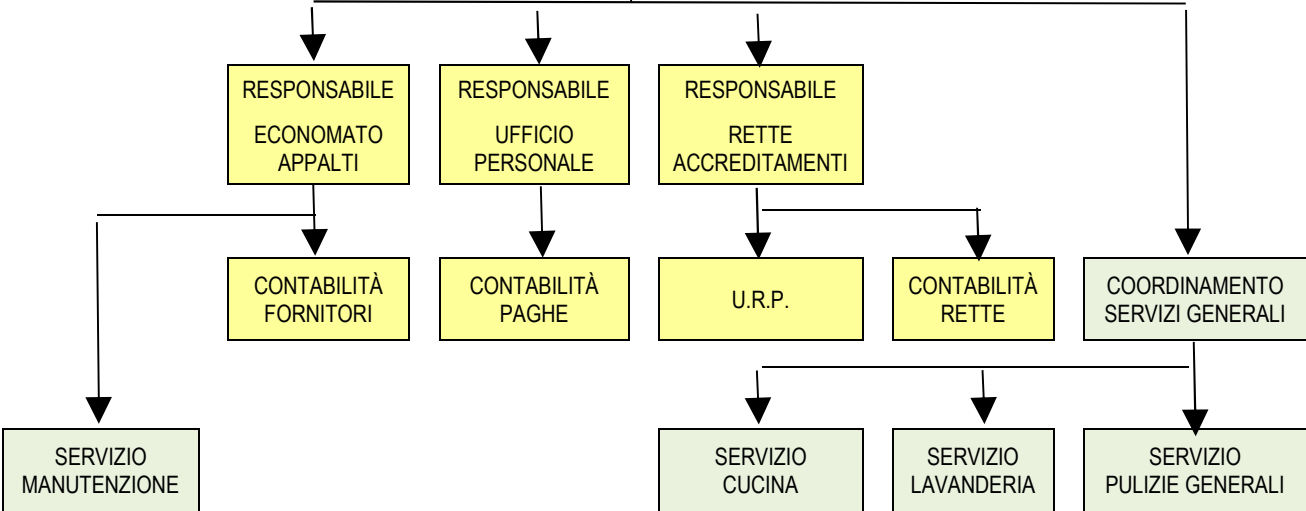 RESPONSABILE
ECONOMATO
APPALTI
RESPONSABILE
UFFICIO
PERSONALE
RESPONSABILE
RETTE
ACCREDITAMENTI
CONTABILITÀ
FORNITORI
CONTABILITÀ
PAGHE
U.R.P.
CONTABILITÀ
RETTE
COORDINAMENTO
SERVIZI GENERALI
SERVIZIO
MANUTENZIONE
SERVIZIO
CUCINA
SERVIZIO
LAVANDERIA
SERVIZIO
PULIZIE GENERALI